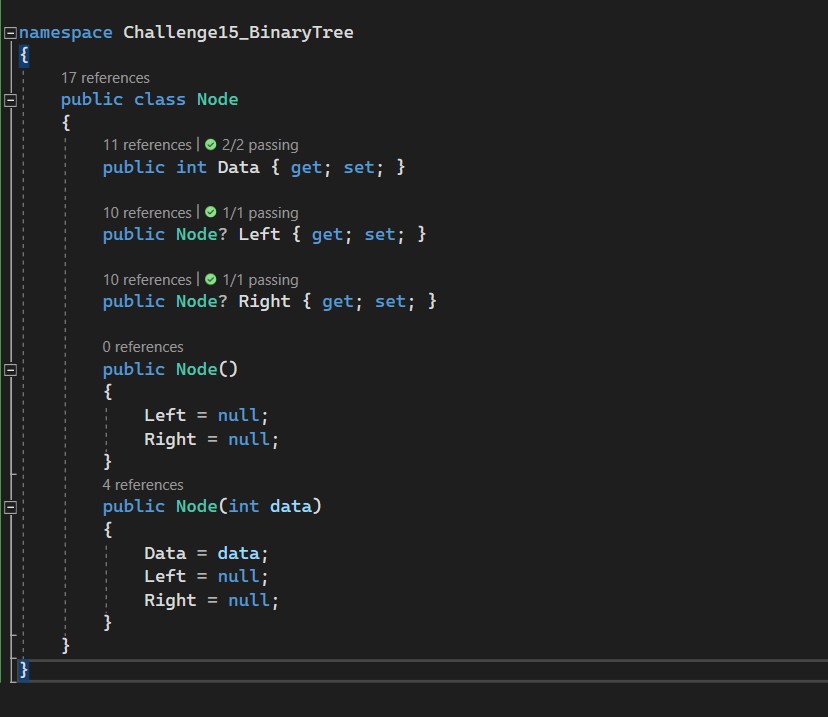 namespace Challenge15_BinaryTree
{
17 references
public class Node
{
11 references | 2/2 passing
public int Data { get; set; }
10 references | 1/1 passing
public Node? Left { get; set; }
10 references | 1/1 passing
public Node? Right { get; set; }
0 references
public Node()
{
Left = null;
Right = null;
}
4 references
public Node(int data)
{
Data = data;
Left = null;
Right = null;
}
}
}